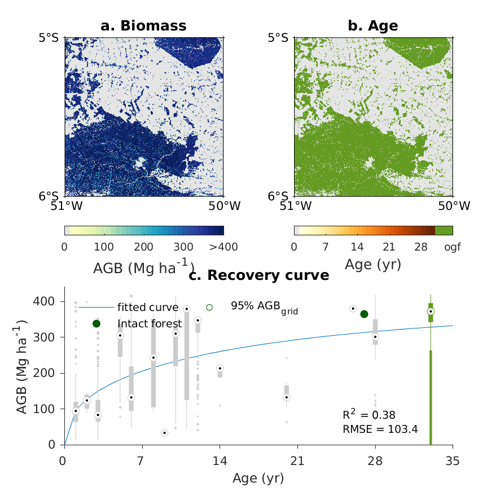 a. Biomass
b. Age
5°S
5°S
6°S
6°S
51°W
50°W
51°W
50°W
0 100 200 300 >400
0 7 14 21 28 ogf
AGB (Mg ha⁻¹)
Age (yr)
c. Recovery curve
fitted curve
95% AGB_grid
Intact forest
400
300
200
100
0
AGB (Mg ha⁻¹)
R² = 0.38
RMSE = 103.4
0 7 14 21 28 35
Age (yr)